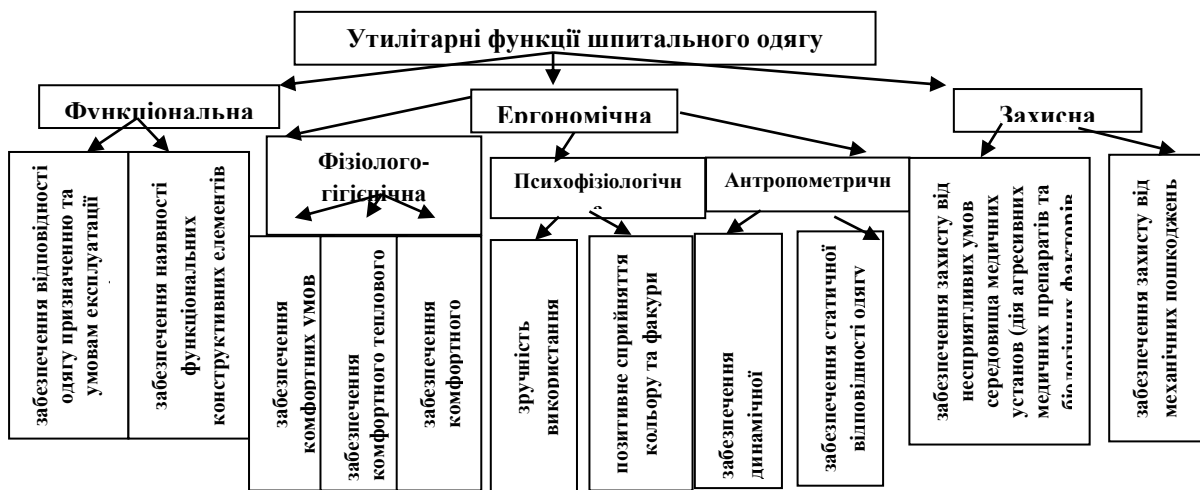 Утилітарні функції шпитального одягу
Функціональна
Ергономічна
Захисна
Фізіолого-
гігієнічна
Психофізіологічн
а
Антропометричн
забезпечення відповідності
одягу призначенню та
умовам експлуатації
забезпечення наявності
функціональних
конструктивних елементів
забезпечення
комфортних умов
забезпечення
комфортного теплового
забезпечення
комфортного
зручність
використання
позитивне сприйняття
кольору та факури
забезпечення
динамічної
забезпечення статичної
відповідності одягу
забезпечення захисту від
несприятливих умов
середовища медичних
установ (дія агресивних
медичних препаратів та
біологічних факторів
забезпечення захисту від
механічних пошкоджень